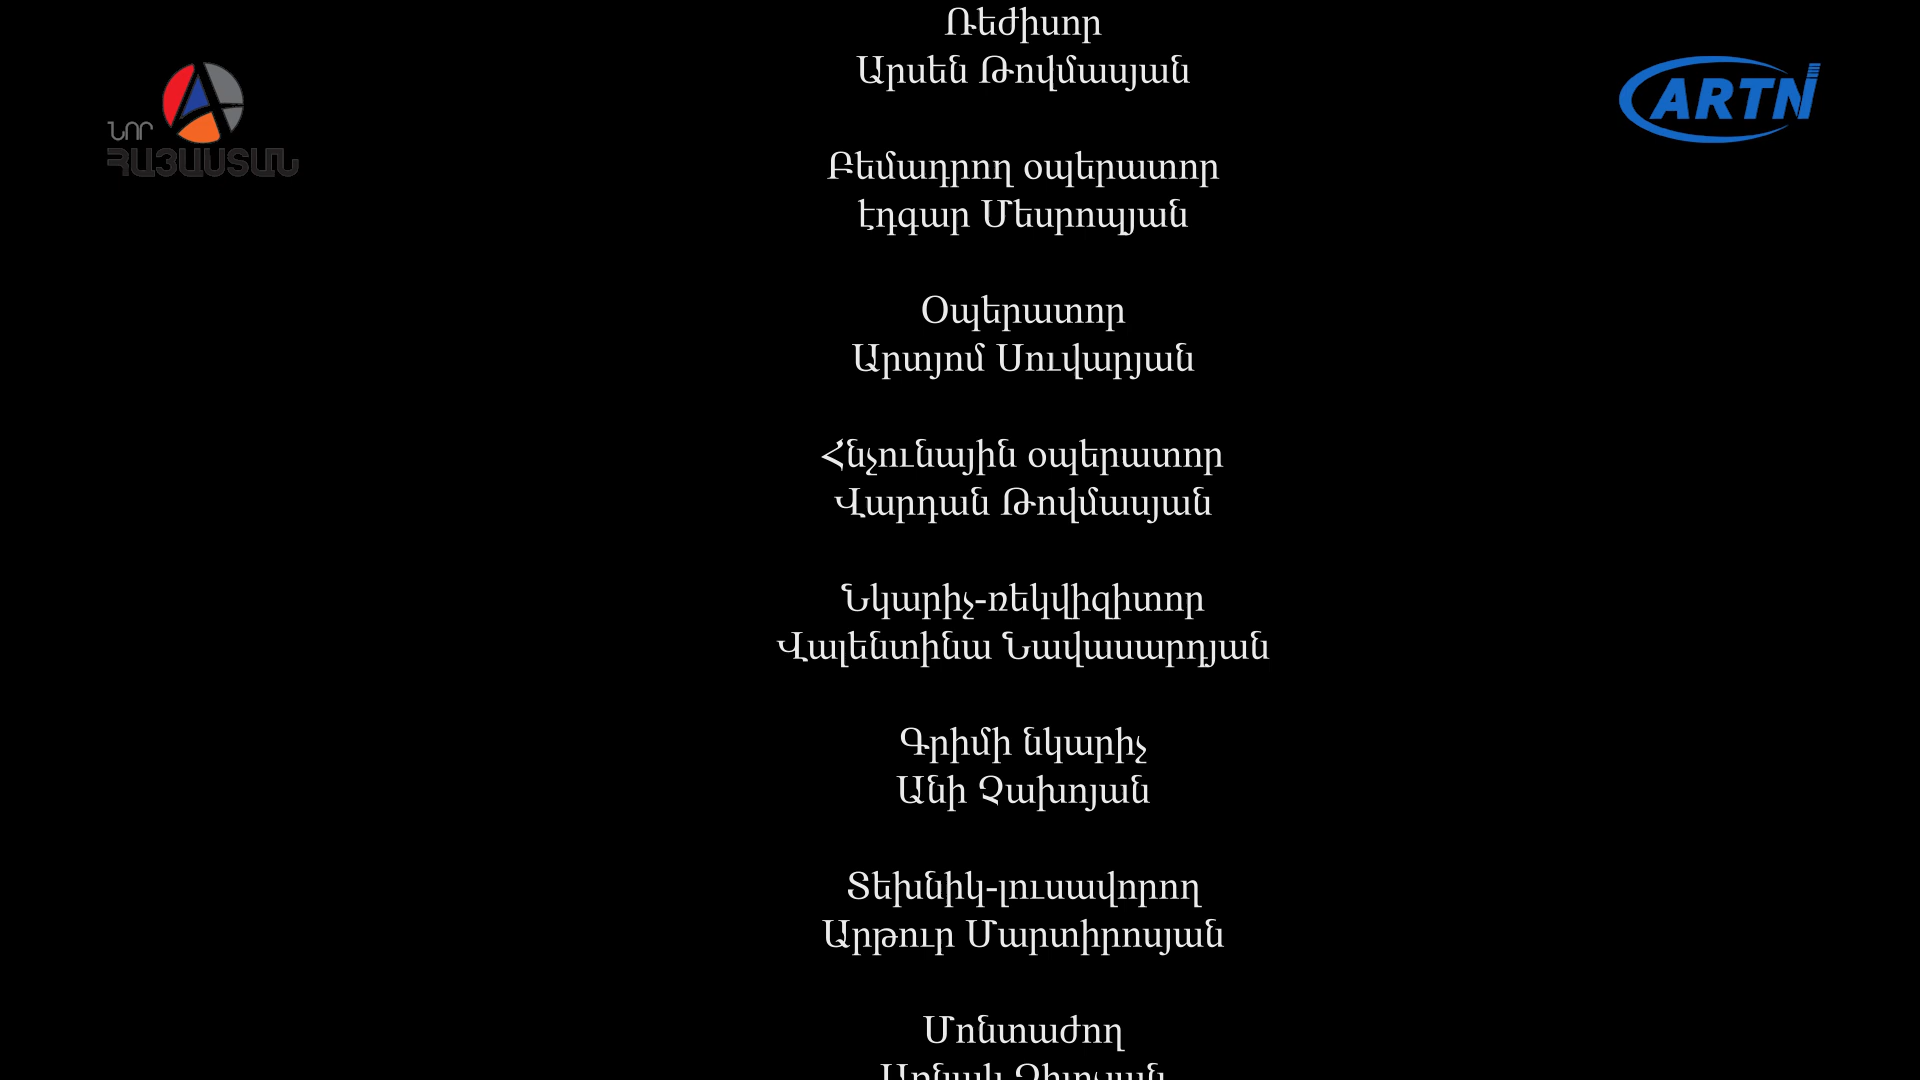 Ռեժիսոր
Արսեն Թովմասյան
Բեմադրող օպերատոր
էդգար Մեսրոպյան
Օպերատոր
Արտյոմ Սուվարյան
Հնչունային օպերատոր
Վարդան Թովմասյան
Նկարիչ-ռեկվիզիտոր
Վալենտինա Նավասարդյան
Գրիմի նկարիչ
Անի Չախոյան
Տեխնիկ-լուսավորող
Արթուր Մարտիրոսյան
Մոնտաժող
ՆՈՐ
ՀԱՅԱՍՏԱՆ
ARTN